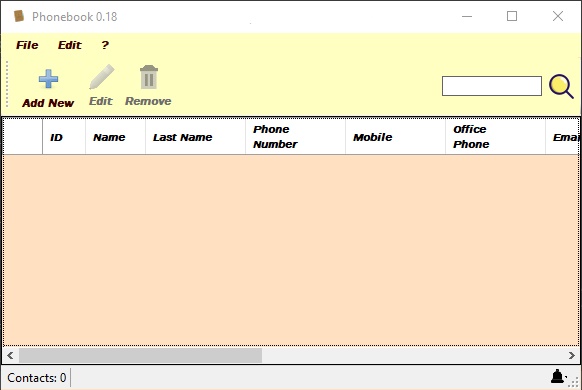 Phonebook 0.18
File Edit ?
Add New Edit Remove
ID Name Last Name Phone Number Mobile Office Phone Emai
Contacts: 0